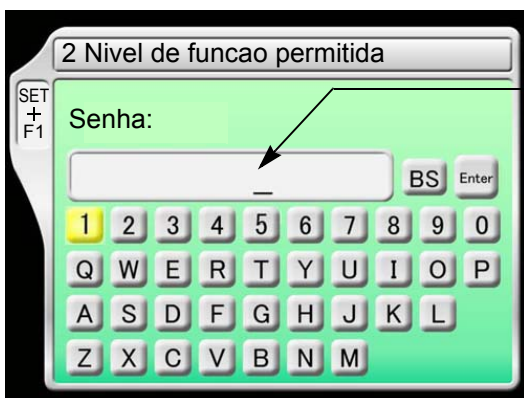 2 Nivel de funcao permitida
SET
+
F1
Senha:
_
BS Enter
1 2 3 4 5 6 7 8 9 0
Q W E R T Y U I O P
A S D F G H J K L
Z X C V B N M